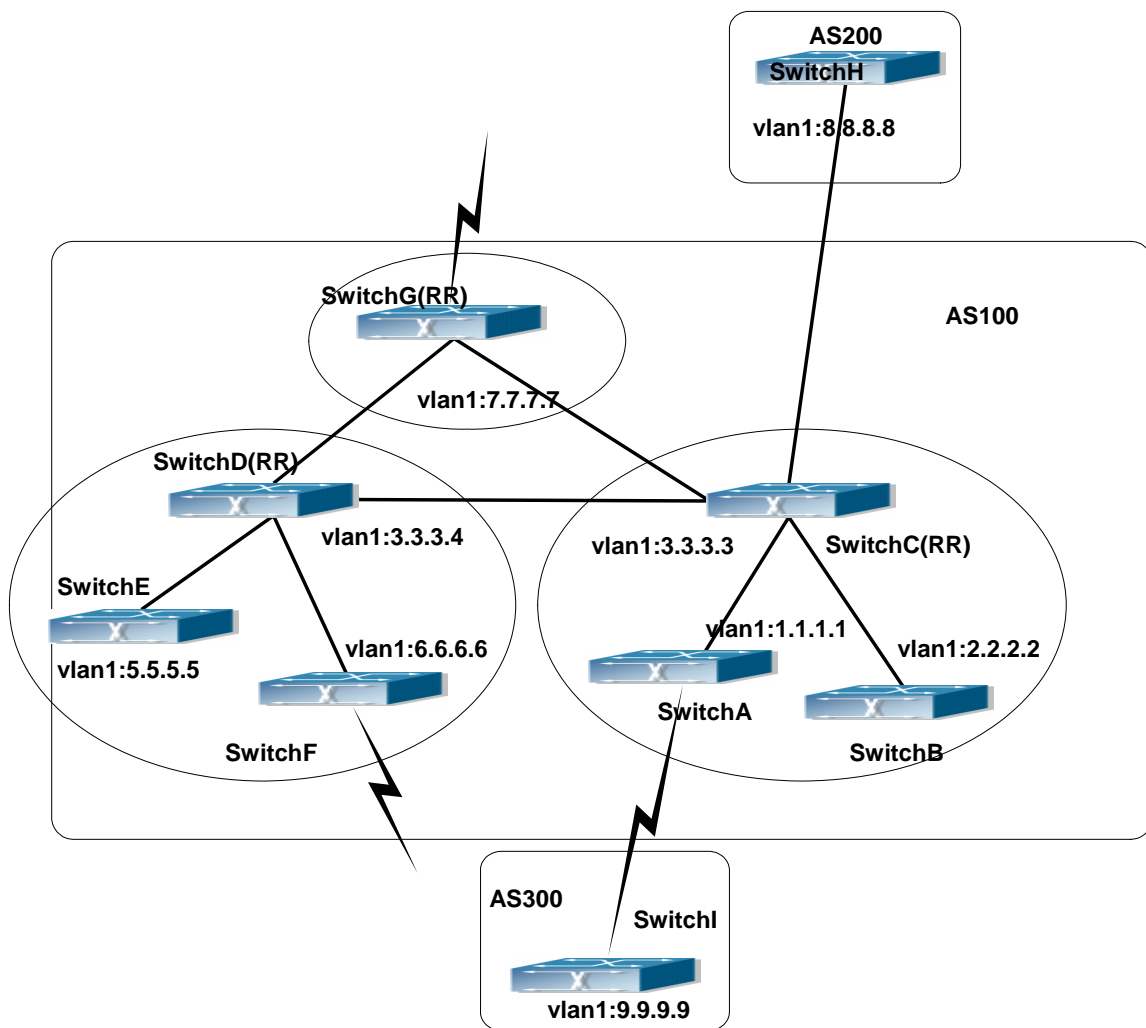 AS200
SwitchH
vlan1:8.8.8.8
SwitchG(RR)
AS100
vlan1:7.7.7.7
SwitchD(RR)
vlan1:3.3.3.4
vlan1:3.3.3.3
SwitchC(RR)
SwitchE
vlan1:5.5.5.5
vlan1:6.6.6.6
SwitchF
vlan1:1.1.1.1
vlan1:2.2.2.2
SwitchA
SwitchB
AS300
SwitchI
vlan1:9.9.9.9